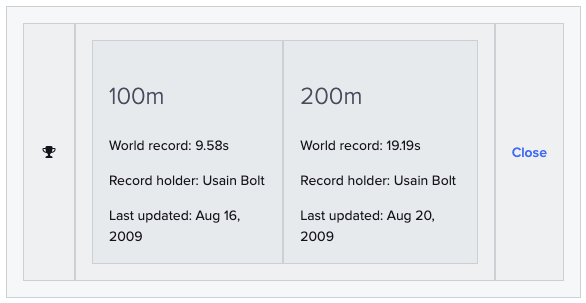 100m
World record: 9.58s
Record holder: Usain Bolt
Last updated: Aug 16,
2009
200m
World record: 19.19s
Record holder: Usain Bolt
Last updated: Aug 20,
2009
Close